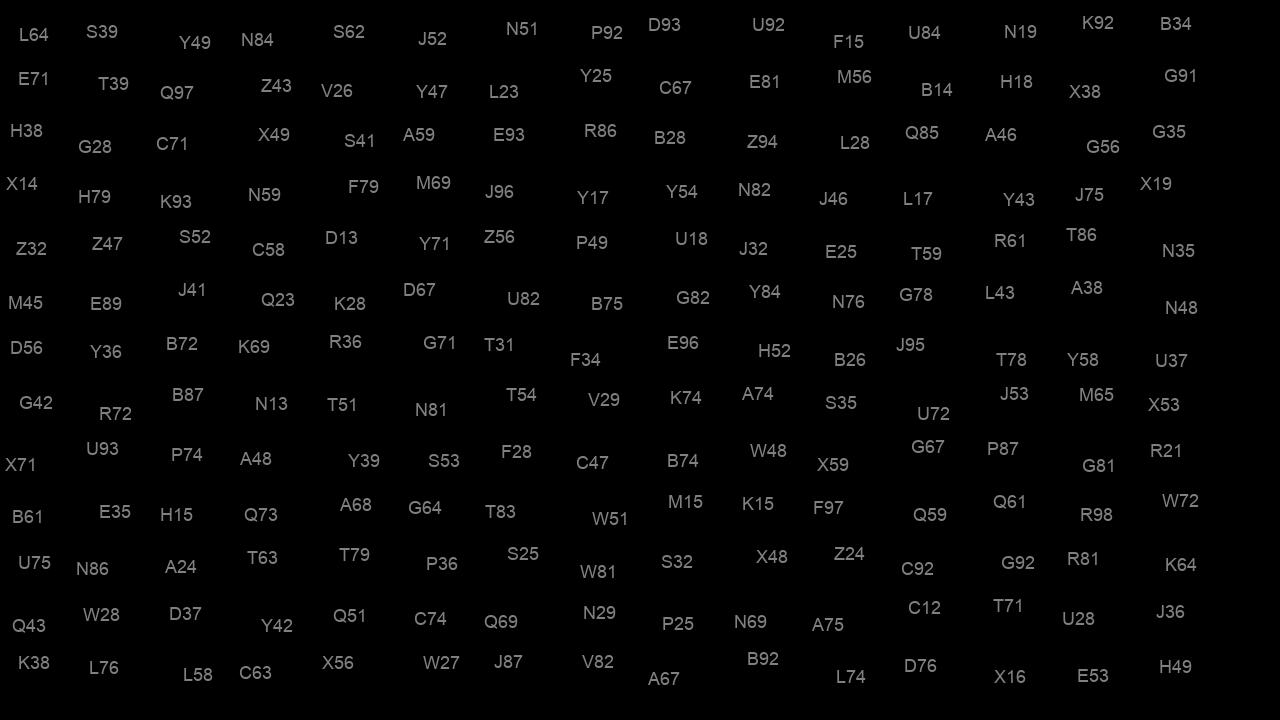 L64 S39 Y49 N84 S62 J52 N51 P92 D93 U92 F15 U84 N19 K92 B34
E71 T39 Q97 Z43 V26 Y47 L23 Y25 C67 E81 M56 B14 H18 X38 G91
H38 G28 C71 X49 S41 A59 E93 R86 B28 Z94 L28 Q85 A46 G56 G35
X14 H79 K93 N59 F79 M69 J96 Y17 Y54 N82 J46 L17 Y43 J75 X19
Z32 Z47 S52 C58 D13 Y71 Z56 P49 U18 J32 E25 T59 R61 T86 N35
M45 E89 J41 Q23 K28 D67 U82 B75 G82 Y84 N76 G78 L43 A38 N48
D56 Y36 B72 K69 R36 G71 T31 F34 E96 H52 B26 J95 T78 Y58 U37
G42 R72 B87 N13 T51 N81 T54 V29 K74 A74 S35 U72 J53 M65 X53
X71 U93 P74 A48 Y39 S53 F28 C47 B74 W48 X59 G67 P87 G81 R21
B61 E35 H15 Q73 A68 G64 T83 W51 M15 K15 F97 Q59 Q61 R98 W72
U75 N86 A24 T63 T79 P36 S25 W81 S32 X48 Z24 C92 G92 R81 K64
Q43 W28 D37 Y42 Q51 C74 Q69 N29 P25 N69 A75 C12 T71 U28 J36
K38 L76 L58 C63 X56 W27 J87 V82 A67 B92 L74 D76 X16 E53 H49